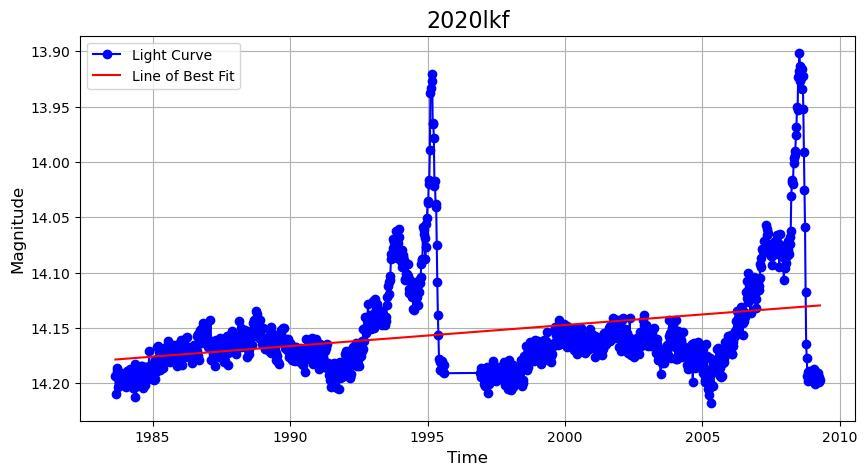 2020lkf
Light Curve
Line of Best Fit
Magnitude
13.90
13.95
14.00
14.05
14.10
14.15
14.20
1985
1990
1995
2000
2005
2010
Time